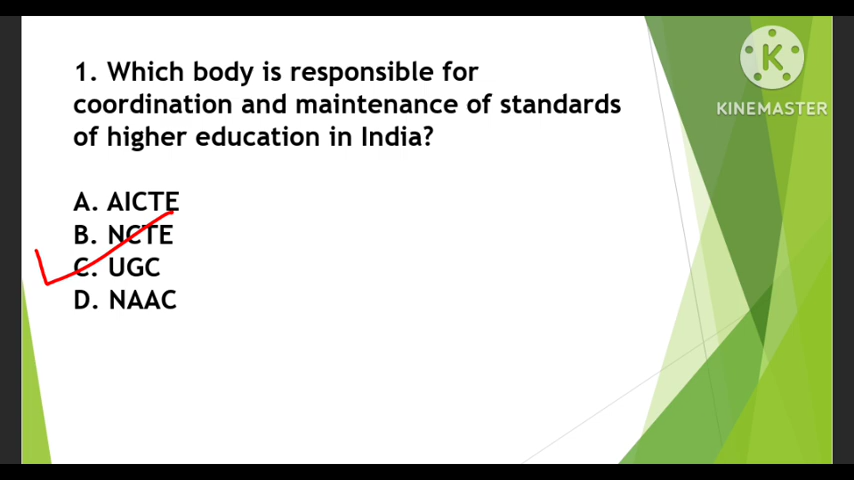 1. Which body is responsible for
coordination and maintenance of standards
of higher education in India?
A. AICTE
B. NCTE
C. UGC
D. NAAC
K
KINEMASTER